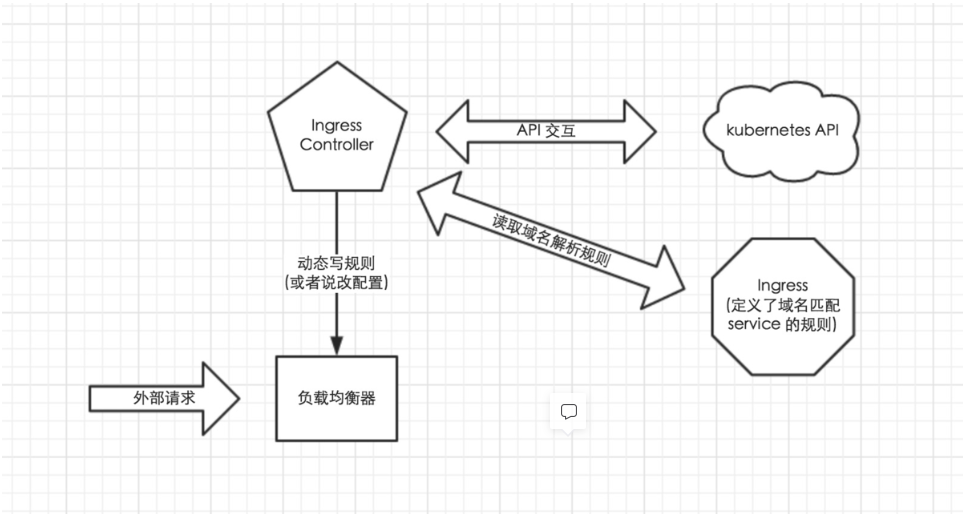 Ingress
Controller
API 交互
kubernetes API
读取域名解析规则
动态写规则
(或者说改配置)
Ingress
(定义了域名匹配
service 的规则)
外部请求
负载均衡器